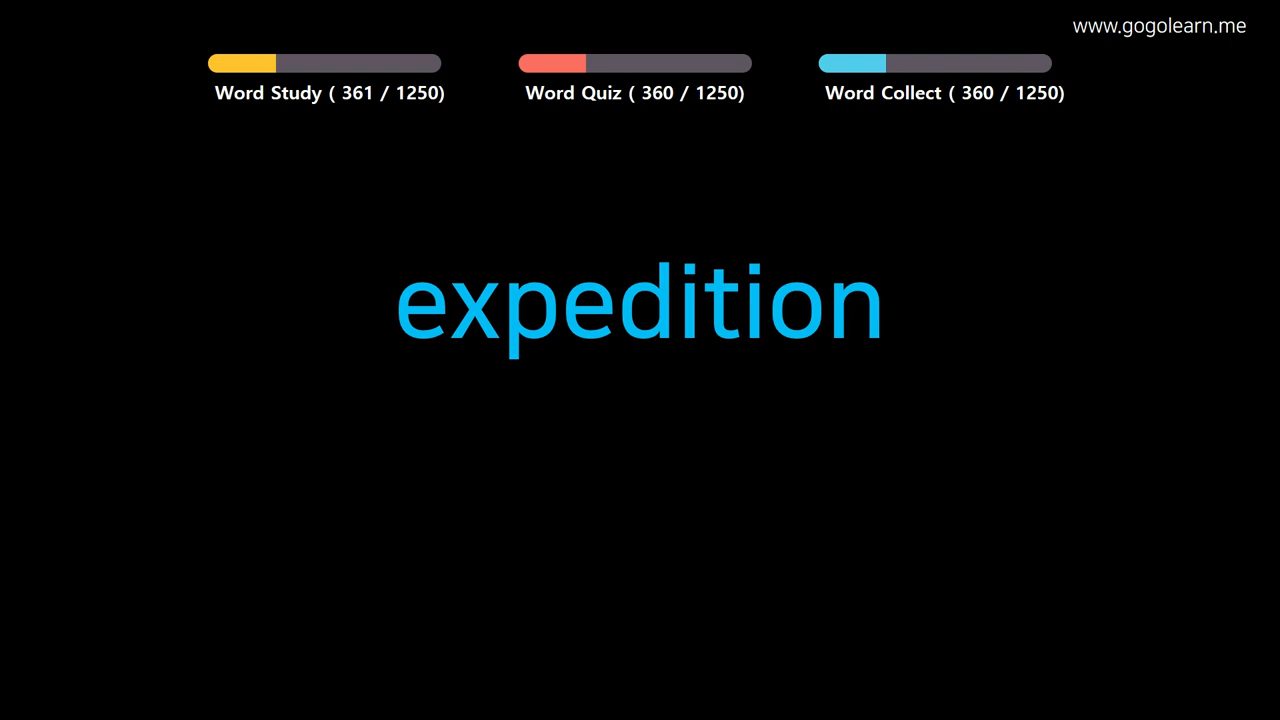 www.gogolearn.me
Word Study ( 361 / 1250)
Word Quiz ( 360 / 1250)
Word Collect ( 360 / 1250)
expedition